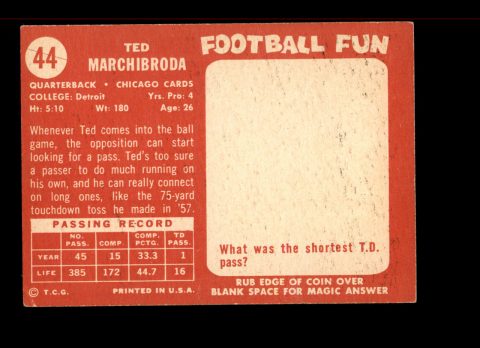 44
TED
MARCHIBRODA
QUARTERBACK • CHICAGO CARDS
COLLEGE: Detroit Yrs. Pro: 4
Ht: 5:10 Wt: 180 Age: 26
Whenever Ted comes into the ball
game, the opposition can start
looking for a pass. Ted's too sure
a passer to do much running on
his own, and he can really connect
on long ones, like the 75-yard
touchdown toss he made in '57.
PASSING RECORD
NO. PASS. COMP. COMP. PCTG. TD PASS.
YEAR 45 15 33.3 1
LIFE 385 172 44.7 16
© T.C.G. PRINTED IN U.S.A.
FOOTBALL FUN
What was the shortest T.D.
pass?
RUB EDGE OF COIN OVER
BLANK SPACE FOR MAGIC ANSWER